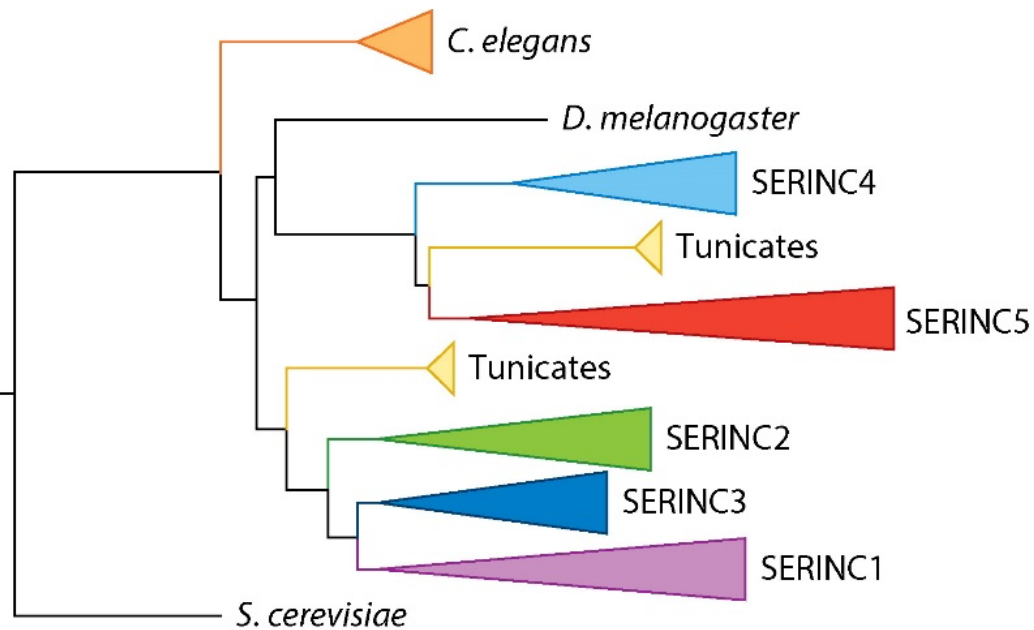 C. elegans
D. melanogaster
SERINC4
Tunicates
SERINC5
Tunicates
SERINC2
SERINC3
SERINC1
S. cerevisiae